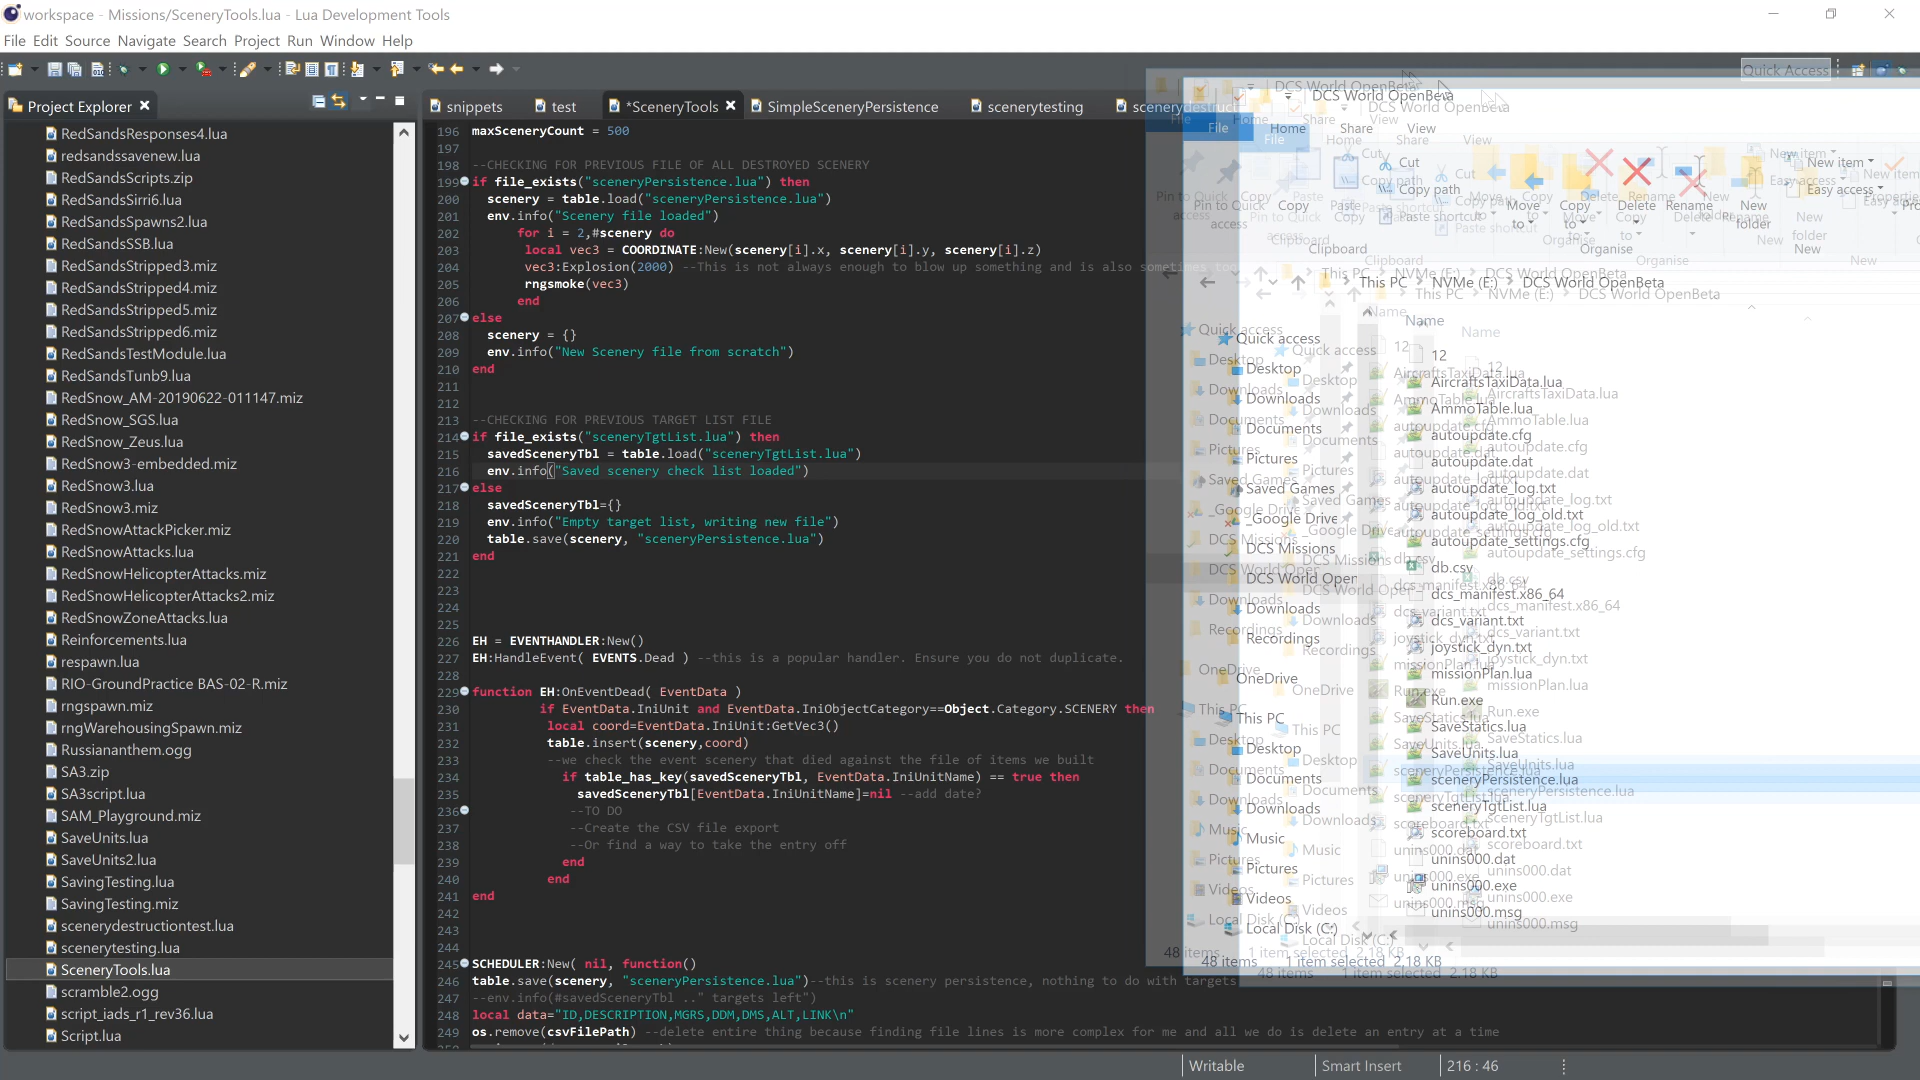 workspace - Missions/SceneryTools.lua - Lua Development Tools
File Edit Source Navigate Search Project Run Window Help
Quick Access
Project Explorer
snippets
test
*SceneryTools
SimpleSceneryPersistence
scenerytesting
scenerydestruct
RedSandsResponses4.lua
redsandssavenew.lua
RedSandsScripts.zip
RedSandsSirri6.lua
RedSandsSpawns2.lua
RedSandsSSB.lua
RedSandsStripped3.miz
RedSandsStripped4.miz
RedSandsStripped5.miz
RedSandsStripped6.miz
RedSandsTestModule.lua
RedSandsTunb9.lua
RedSnow_AM-20190622-011147.miz
RedSnow_SGS.lua
RedSnow_Zeus.lua
RedSnow3-embedded.miz
RedSnow3.lua
RedSnow3.miz
RedSnowAttackPicker.miz
RedSnowAttacks.lua
RedSnowHelicopterAttacks.miz
RedSnowHelicopterAttacks2.miz
RedSnowZoneAttacks.lua
Reinforcements.lua
respawn.lua
RIO-GroundPractice BAS-02-R.miz
rngspawn.miz
rngWarehousingSpawn.miz
Russiananthem.ogg
SA3.zip
SA3script.lua
SAM_Playground.miz
SaveUnits.lua
SaveUnits2.lua
SavingTesting.lua
SavingTesting.miz
scenerydestructiontest.lua
scenerytesting.lua
SceneryTools.lua
scramble2.ogg
script_iads_r1_rev36.lua
Script.lua
196 maxSceneryCount = 500
197
198 --CHECKING FOR PREVIOUS FILE OF ALL DESTROYED SCENERY
199 if file_exists("sceneryPersistence.lua") then
200 scenery = table.load("sceneryPersistence.lua")
201 env.info("Scenery file loaded")
202 for i = 2,#scenery do
203 local vec3 = COORDINATE:New(scenery[i].x, scenery[i].y, scenery[i].z)
204 vec3:Explosion(2000) --This is not always enough to blow up something and is also sometimes too
205 rngsmoke(vec3)
206 end
207 else
208 scenery = {}
209 env.info("New Scenery file from scratch")
210 end
211
212
213 --CHECKING FOR PREVIOUS TARGET LIST FILE
214 if file_exists("sceneryTgtList.lua") then
215 savedSceneryTbl = table.load("sceneryTgtList.lua")
216 env.info("Saved scenery check list loaded")
217 else
218 savedSceneryTbl={}
219 env.info("Empty target list, writing new file")
220 table.save(scenery, "sceneryPersistence.lua")
221 end
222
223
224
225
226 EH = EVENTHANDLER:New()
227 EH:HandleEvent( EVENTS.Dead ) --this is a popular handler. Ensure you do not duplicate.
228
229 function EH:OnEventDead( EventData )
230 if EventData.IniUnit and EventData.IniObjectCategory==Object.Category.SCENERY then
231 local coord=EventData.IniUnit:GetVec3()
232 table.insert(scenery,coord)
233 --we check the event scenery that died against the file of items we built
234 if table_has_key(savedSceneryTbl, EventData.IniUnitName) == true then
235 savedSceneryTbl[EventData.IniUnitName]=nil --add date?
236 --TO DO
237 --Create the CSV file export
238 --Or find a way to take the entry off
239 end
240 end
241 end
242
243
244
245 SCHEDULER:New( nil, function()
246 table.save(scenery, "sceneryPersistence.lua")--this is scenery persistence, nothing to do with targets
247 --env.info(#savedSceneryTbl .." targets left")
248 local data="ID,DESCRIPTION,MGRS,DDM,DMS,ALT,LINK\n"
249 os.remove(csvFilePath) --delete entire thing because finding file lines is more complex for me and all we do is delete an entry at a time
DCS World OpenBeta
File Home Share View
Pin to Quick access
Copy
Paste
Cut
Copy path
Paste shortcut
Clipboard
Move to
Copy to
Delete
Rename
Organise
New folder
New item
Easy access
New
This PC > NVMe (E:) > DCS World OpenBeta
Name
Quick access
Desktop
Downloads
Documents
Pictures
Saved Games
_Google Drive
DCS Missions
DCS World Open
Downloads
Recordings
OneDrive
This PC
Desktop
Documents
Downloads
Music
Pictures
Videos
Local Disk (C:)
12
AircraftsTaxiData.lua
AmmoTable.lua
autoupdate.cfg
autoupdate.dat
autoupdate_log.txt
autoupdate_log_old.txt
autoupdate_settings.cfg
db.csv
dcs_manifest.x86_64
dcs_variant.txt
joystick_dyn.txt
missionPlan.lua
Run.exe
SaveStatics.lua
SaveUnits.lua
sceneryPersistence.lua
sceneryTgtList.lua
scoreboard.txt
unins000.dat
unins000.exe
unins000.msg
48 items 1 item selected 2.18 KB
Writable
Smart Insert
216 : 46